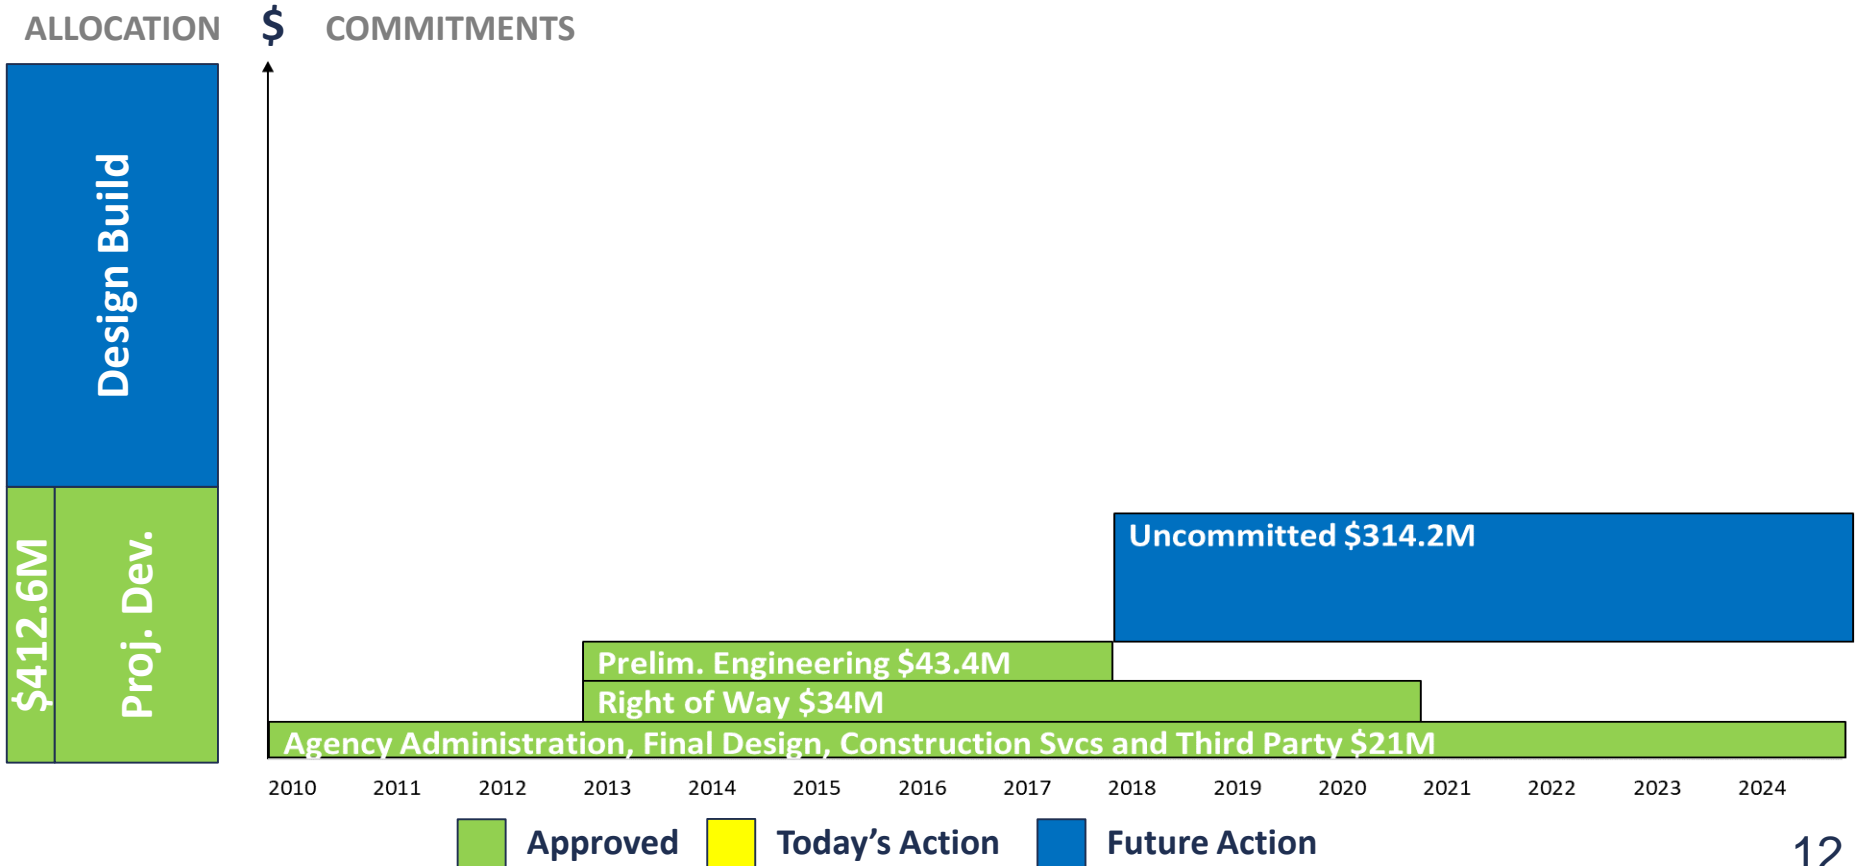 ALLOCATION $ COMMITMENTS
Design Build
$412.6M
Proj. Dev.
Uncommitted $314.2M
Prelim. Engineering $43.4M
Right of Way $34M
Agency Administration, Final Design, Construction Svcs and Third Party $21M
2010 2011 2012 2013 2014 2015 2016 2017 2018 2019 2020 2021 2022 2023 2024
Approved Today’s Action Future Action
12